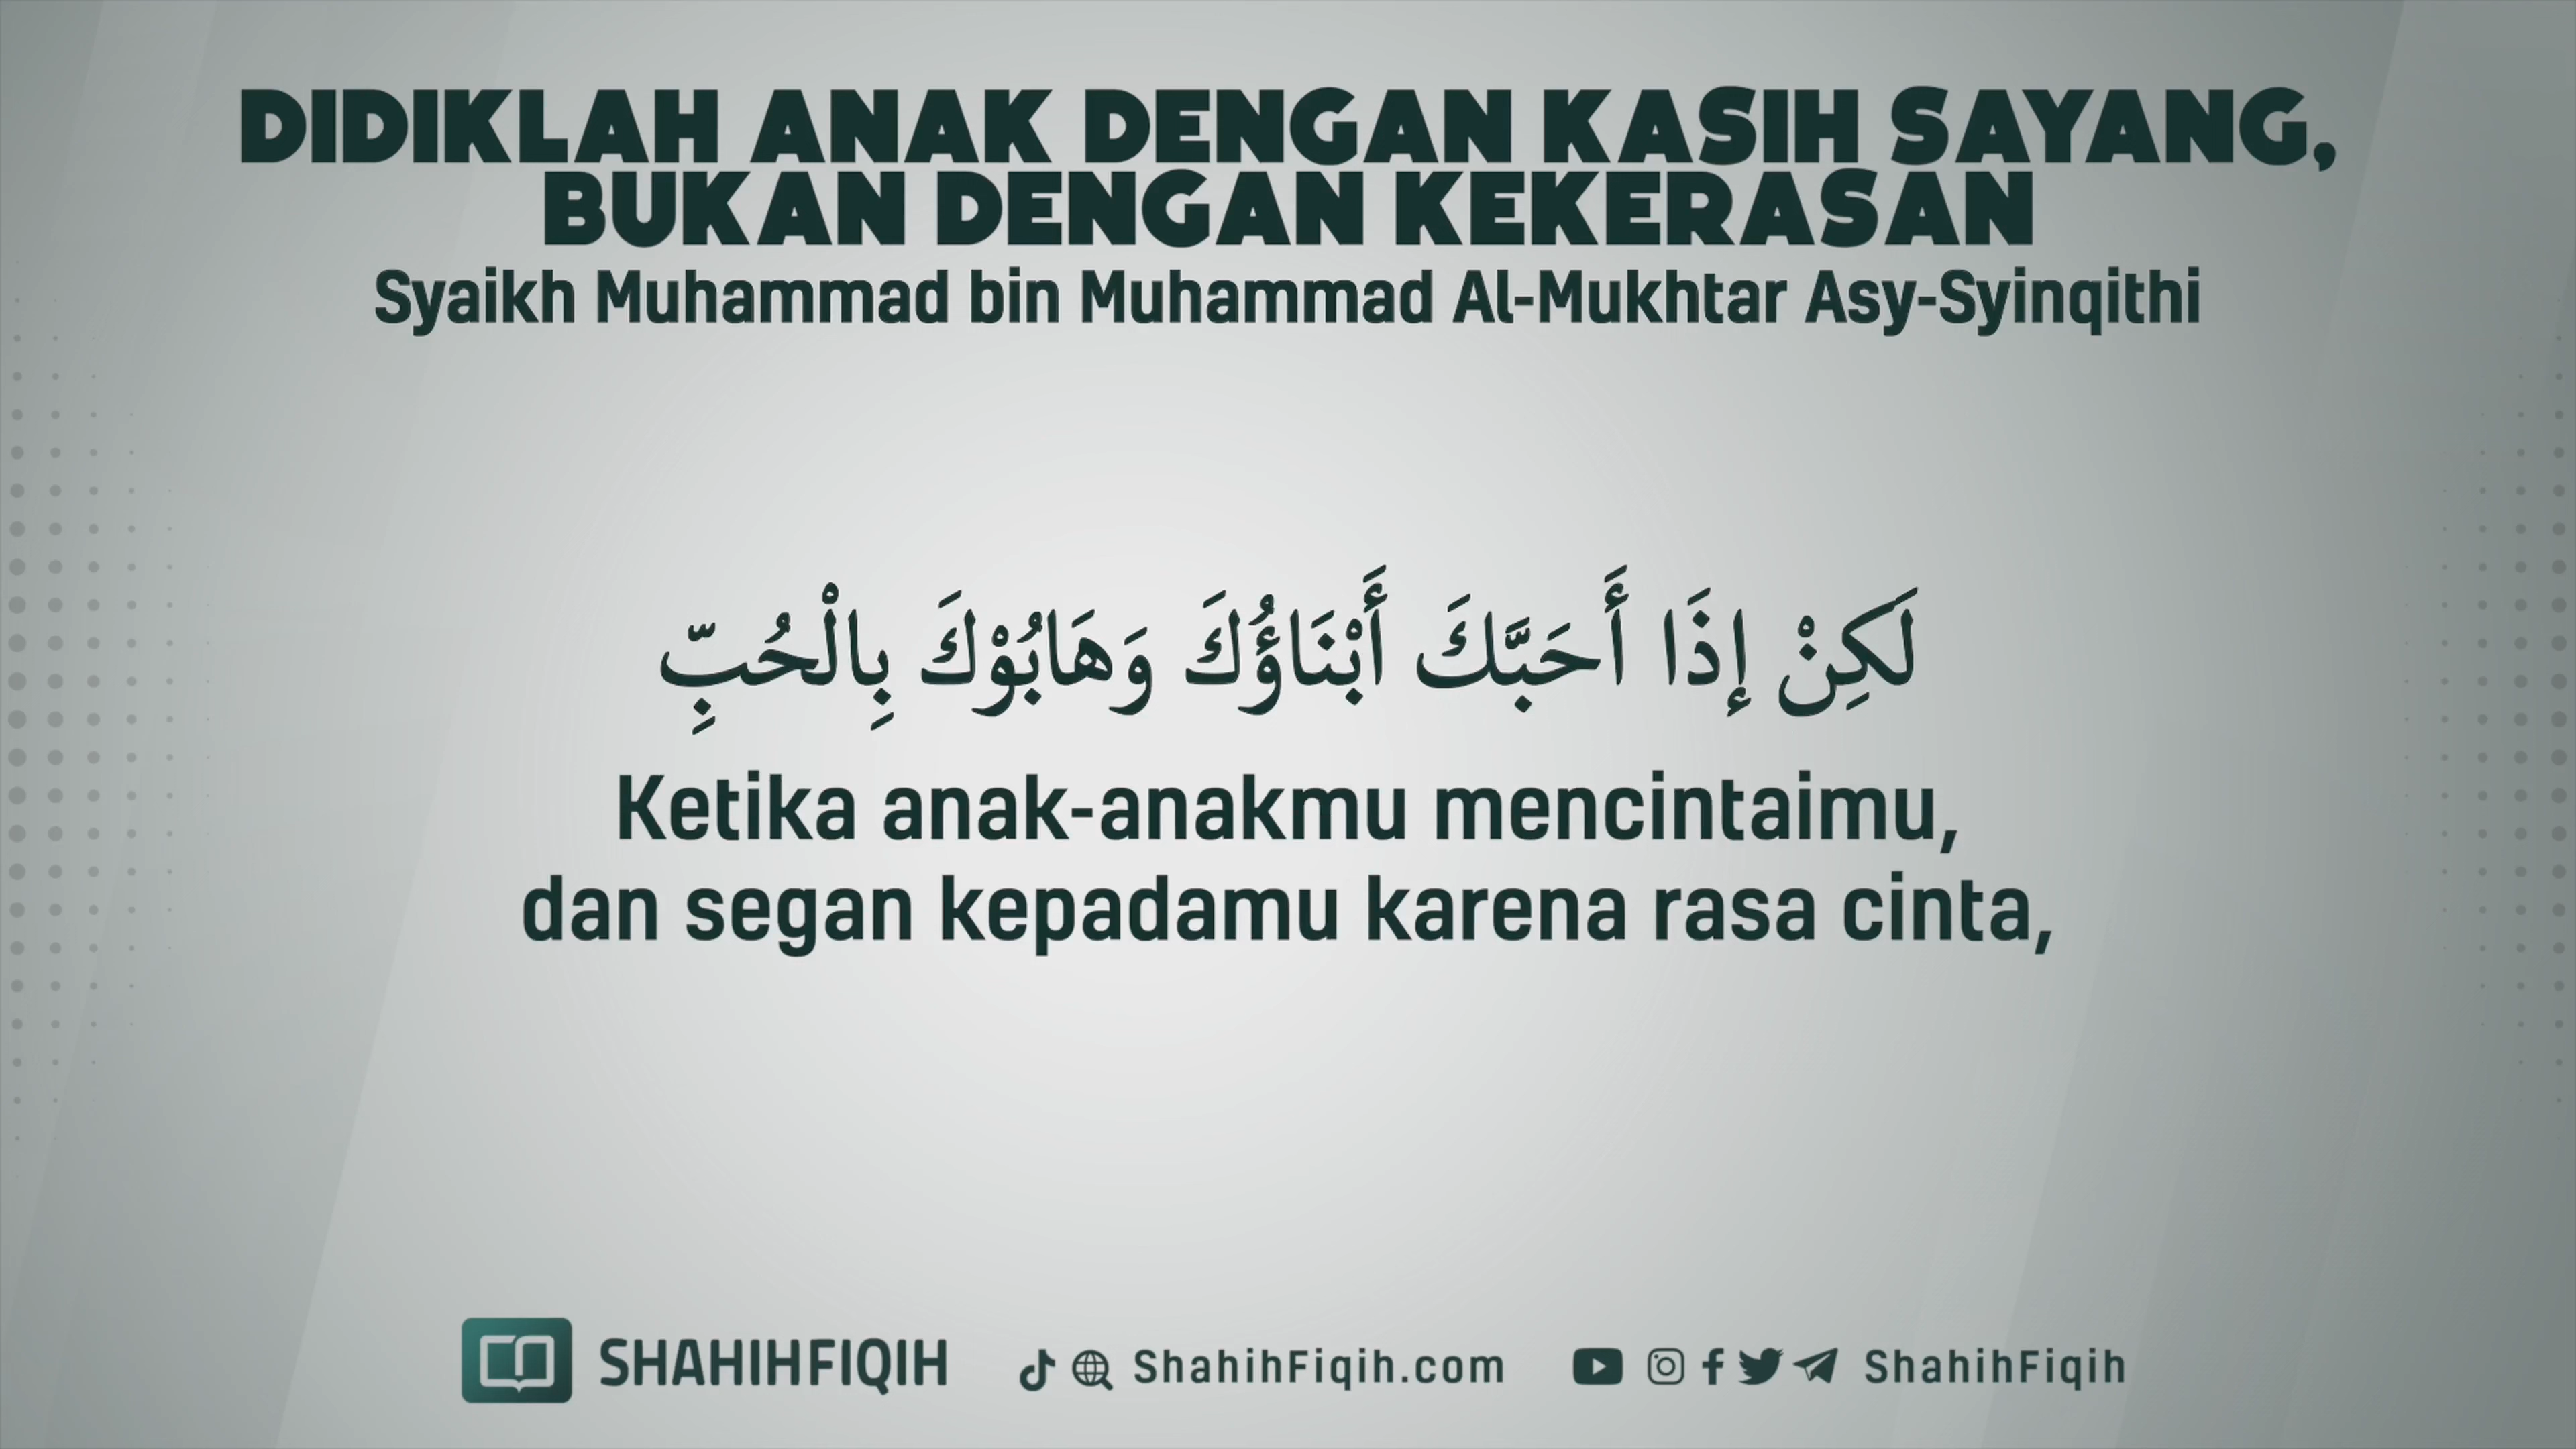 DIDIKLAH ANAK DENGAN KASIH SAYANG,
BUKAN DENGAN KEKERASAN
Syaikh Muhammad bin Muhammad Al-Mukhtar Asy-Syinqithi
لَكِنْ إِذَا أَحَبَّكَ أَبْنَاؤُكَ وَهَابُوْكَ بِالْحُبِّ
Ketika anak-anakmu mencintaimu,
dan segan kepadamu karena rasa cinta,
SHAHIHFIQIH ShahihFiqih.com ShahihFiqih